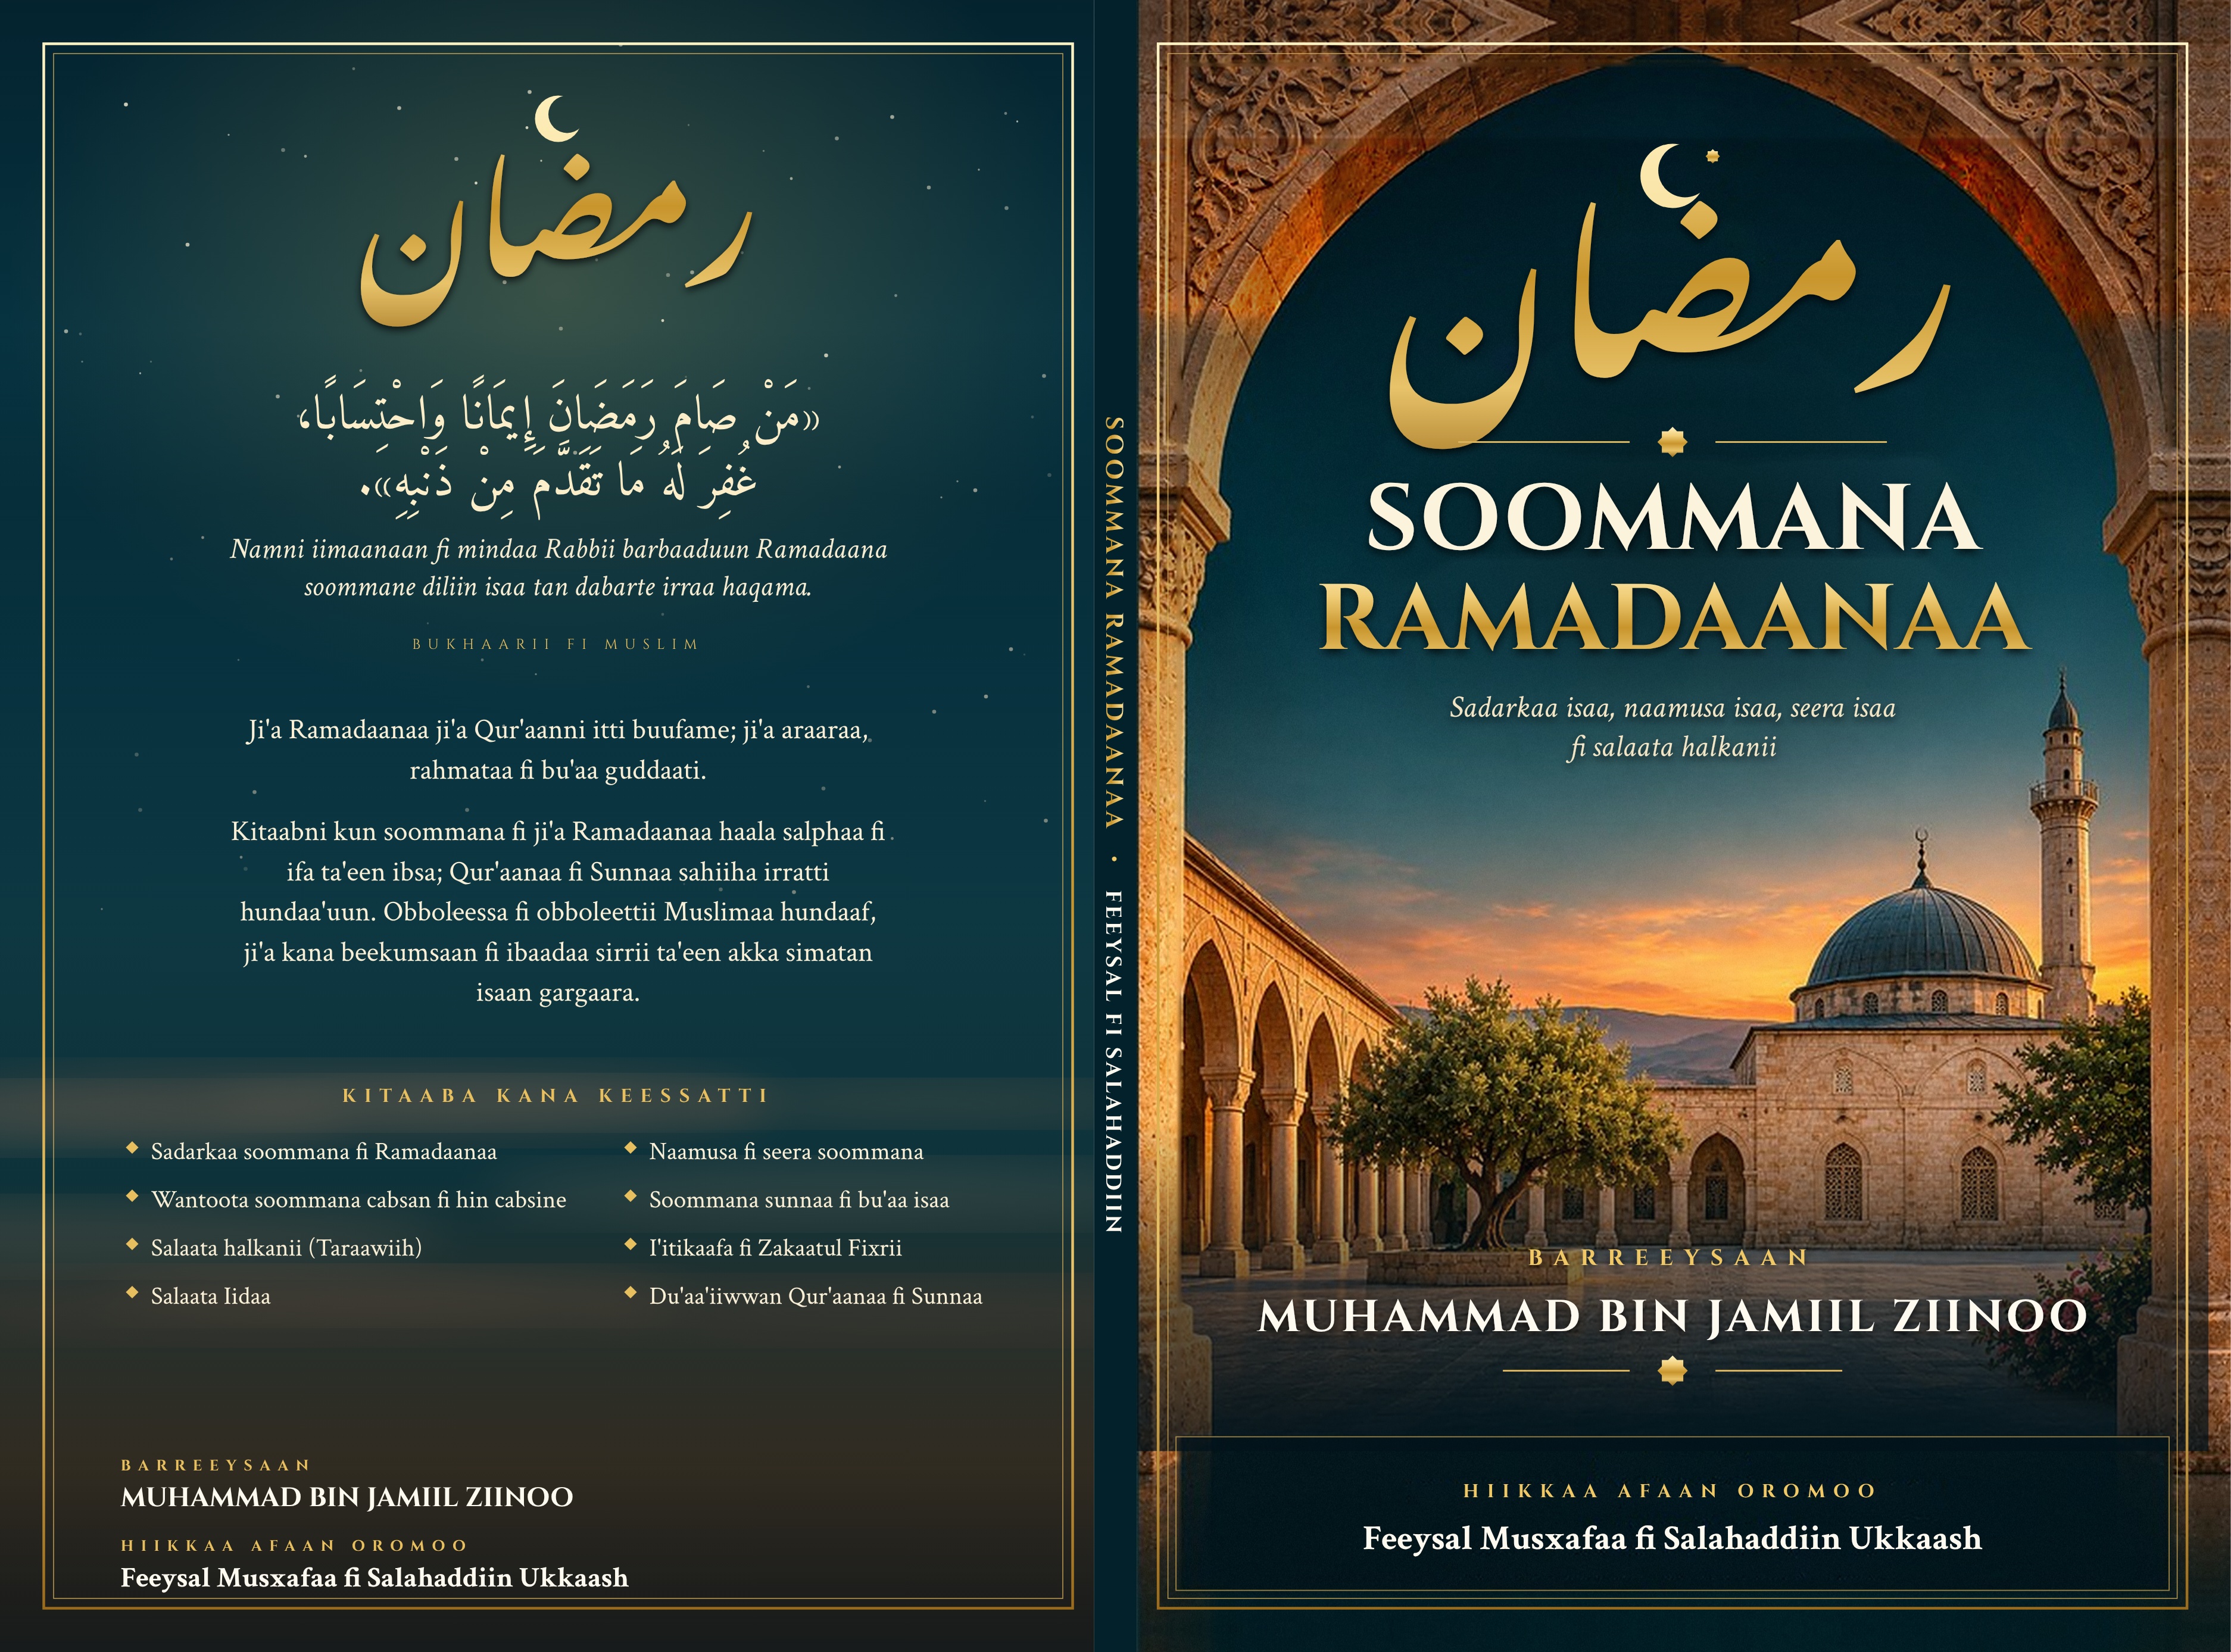 رمضان
«مَنْ صَامَ رَمَضَانَ إِيمَانًا وَاحْتِسَابًا،
غُفِرَ لَهُ مَا تَقَدَّمَ مِنْ ذَنْبِهِ».
Namni iimaanaan fi mindaa Rabbii barbaaduun Ramadaana
soommane diliin isaa tan dabarte irraa haqama.
BUKHAARII FI MUSLIM
Ji'a Ramadaanaa ji'a Qur'aanni itti buufame; ji'a araaraa,
rahmataa fi bu'aa guddaati.
Kitaabni kun soommana fi ji'a Ramadaanaa haala salphaa fi
ifa ta'een ibsa; Qur'aanaa fi Sunnaa sahiiha irratti
hundaa'uun. Obboleessa fi obboleettii Muslimaa hundaaf,
ji'a kana beekumsaan fi ibaadaa sirrii ta'een akka simatan
isaan gargaara.
KITAABA KANA KEESSATTI
Sadarkaa soommana fi Ramadaanaa
Wantoota soommana cabsan fi hin cabsine
Salaata halkanii (Taraawiih)
Salaata Iidaa
Naamusa fi seera soommana
Soommana sunnaa fi bu'aa isaa
I'itikaafa fi Zakaatul Fixrii
Du'aa'iiwwan Qur'aanaa fi Sunnaa
BARREEYSAAN
MUHAMMAD BIN JAMIIL ZIINOO
HIIKKAA AFAAN OROMOO
Feeysal Musxafaa fi Salahaddiin Ukkaash
SOOMMANA RAMADAANAA • FEEYSAL FI SALAHADDIIN
رمضان
SOOMMANA
RAMADAANAA
Sadarkaa isaa, naamusa isaa, seera isaa
fi salaata halkanii
BARREEYSAAN
MUHAMMAD BIN JAMIIL ZIINOO
HIIKKAA AFAAN OROMOO
Feeysal Musxafaa fi Salahaddiin Ukkaash